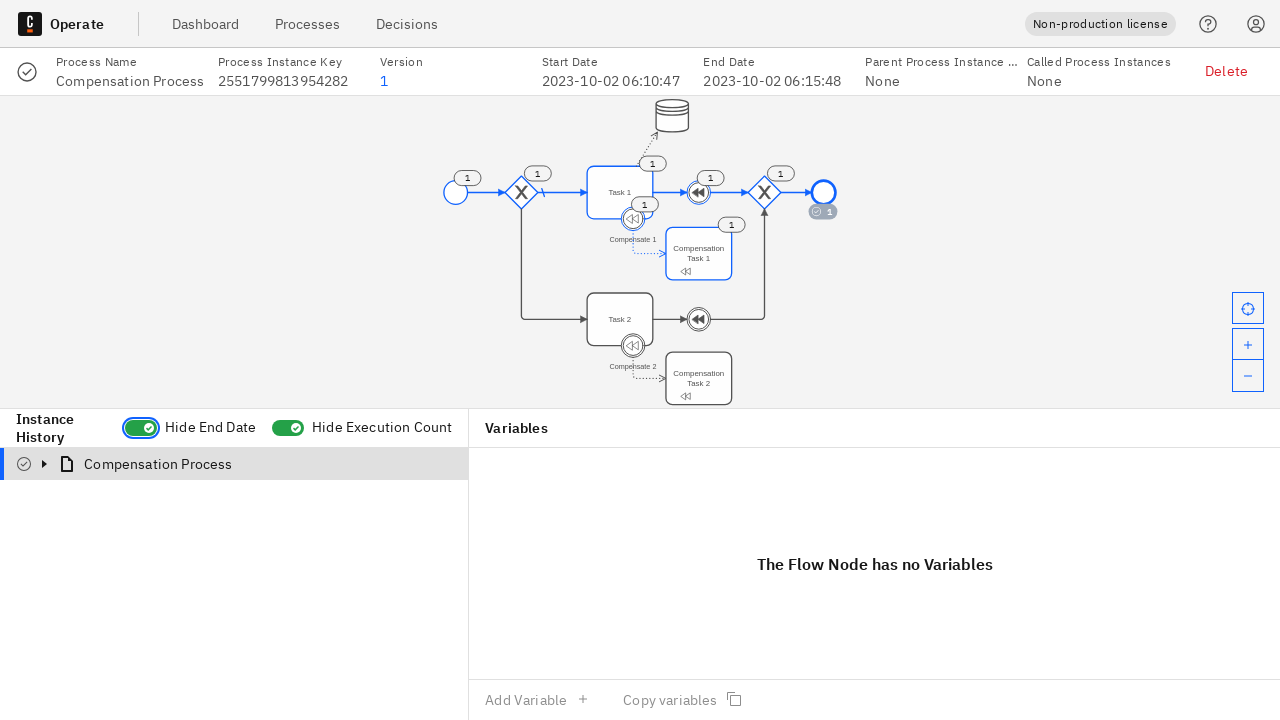 Operate
Dashboard
Processes
Decisions
Non-production license
Process Name
Compensation Process
Process Instance Key
2551799813954282
Version
1
Start Date
2023-10-02 06:10:47
End Date
2023-10-02 06:15:48
Parent Process Instance ...
None
Called Process Instances
None
Delete
1
1
1
1
1
Task 1
1
1
Compensate 1
1
Compensation
Task 1
Task 2
Compensate 2
Compensation
Task 2
Instance
History
Hide End Date
Hide Execution Count
Variables
Compensation Process
The Flow Node has no Variables
Add Variable
Copy variables